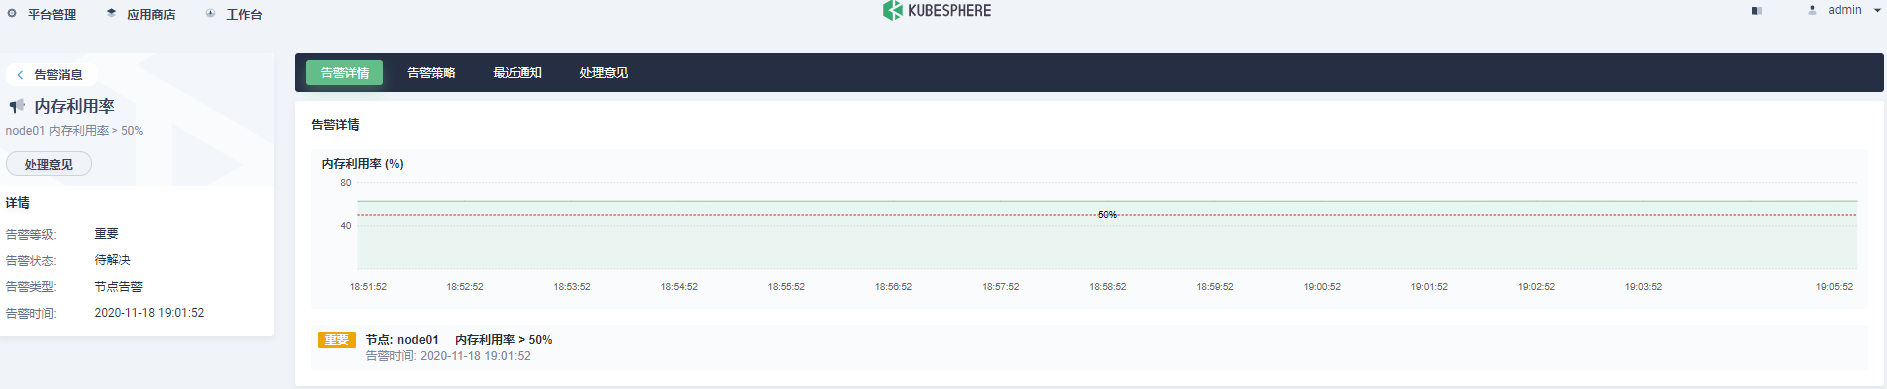 平台管理 应用商店 工作台 KUBESPHERE admin
告警消息
内存利用率
node01 内存利用率 > 50%
处理意见
详情
告警等级: 重要
告警状态: 待解决
告警类型: 节点告警
告警时间: 2020-11-18 19:01:52
告警详情 告警策略 最近通知 处理意见
告警详情
内存利用率 (%)
80
50%
40
18:51:52 18:52:52 18:53:52 18:54:52 18:55:52 18:56:52 18:57:52 18:58:52 18:59:52 19:00:52 19:01:52 19:02:52 19:03:52 19:05:52
重要 节点: node01 内存利用率 > 50%
告警时间: 2020-11-18 19:01:52